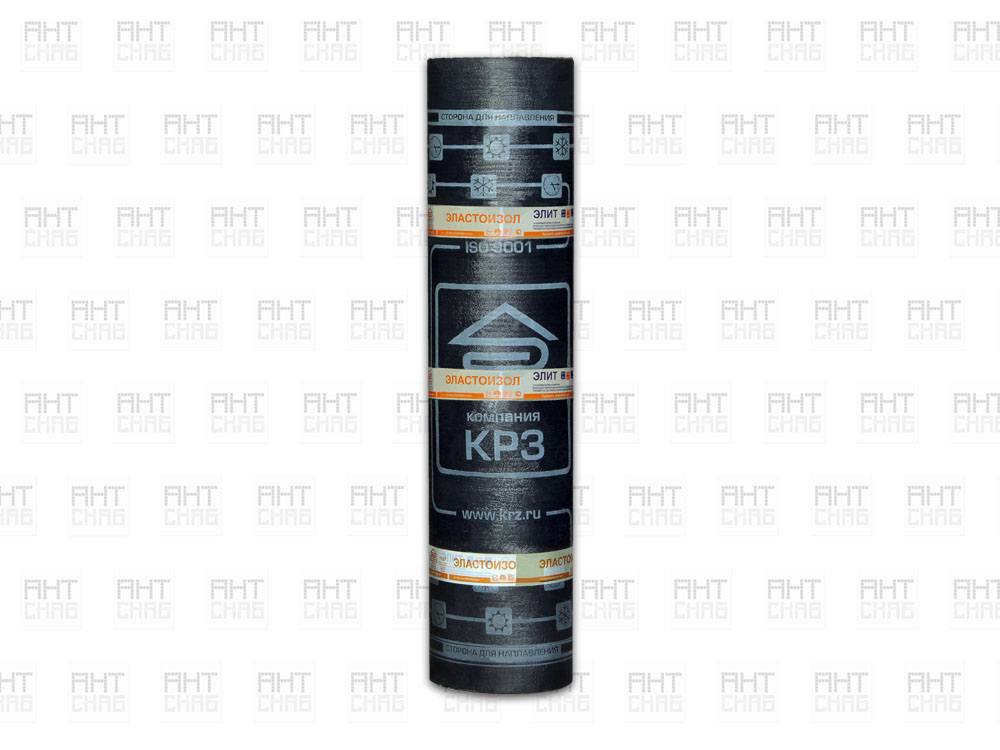 СТОРОНА ДЛЯ НАПЛАВЛЕНИЯ
ЭЛАСТОИЗОЛ ЭЛИТ
ISO 9001
ЭЛАСТОИЗОЛ ЭЛИТ
компания
КРЗ
www.krz.ru
ЭЛАСТОИЗО ЭЛАСТОИ
СТОРОНА ДЛЯ НАПЛАВЛЕНИЯ
АНТ
СНАБ